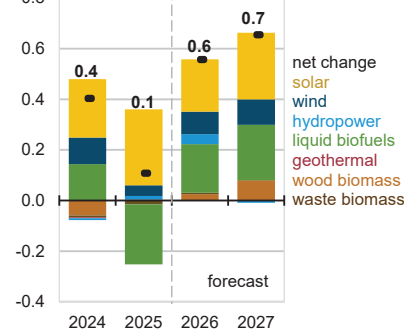 0.7
0.6
0.6
net change
0.4
solar
0.4
0.1
wind
hydropower
0.2
liquid biofuels
geothermal
wood biomass
0.0
waste biomass
-0.2
forecast
-0.4
2024 2025 2026 2027